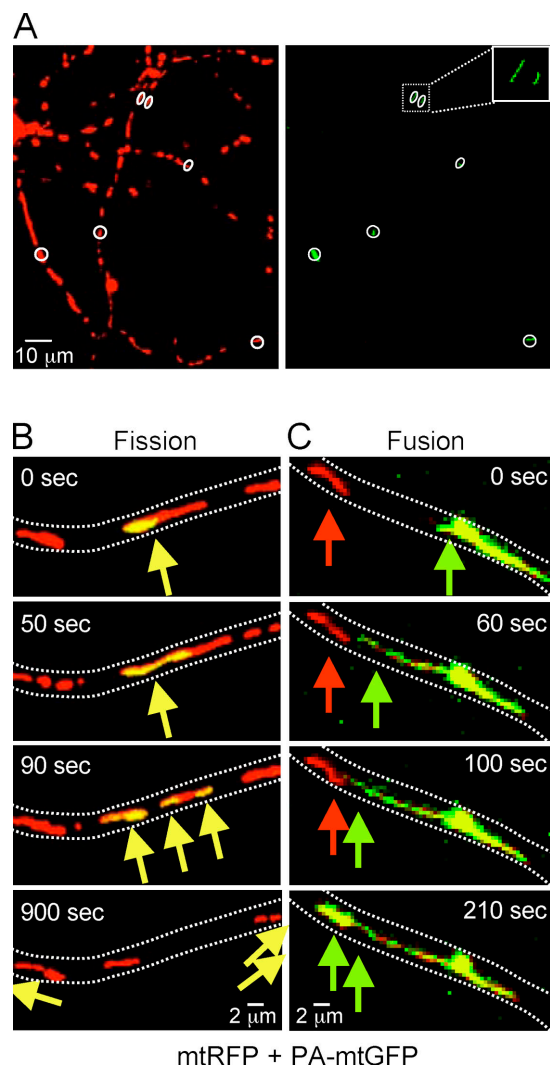 A
10 μm
B
Fission
C
Fusion
0 sec
0 sec
50 sec
60 sec
90 sec
100 sec
900 sec
210 sec
2 μm
2 μm
mtRFP + PA-mtGFP